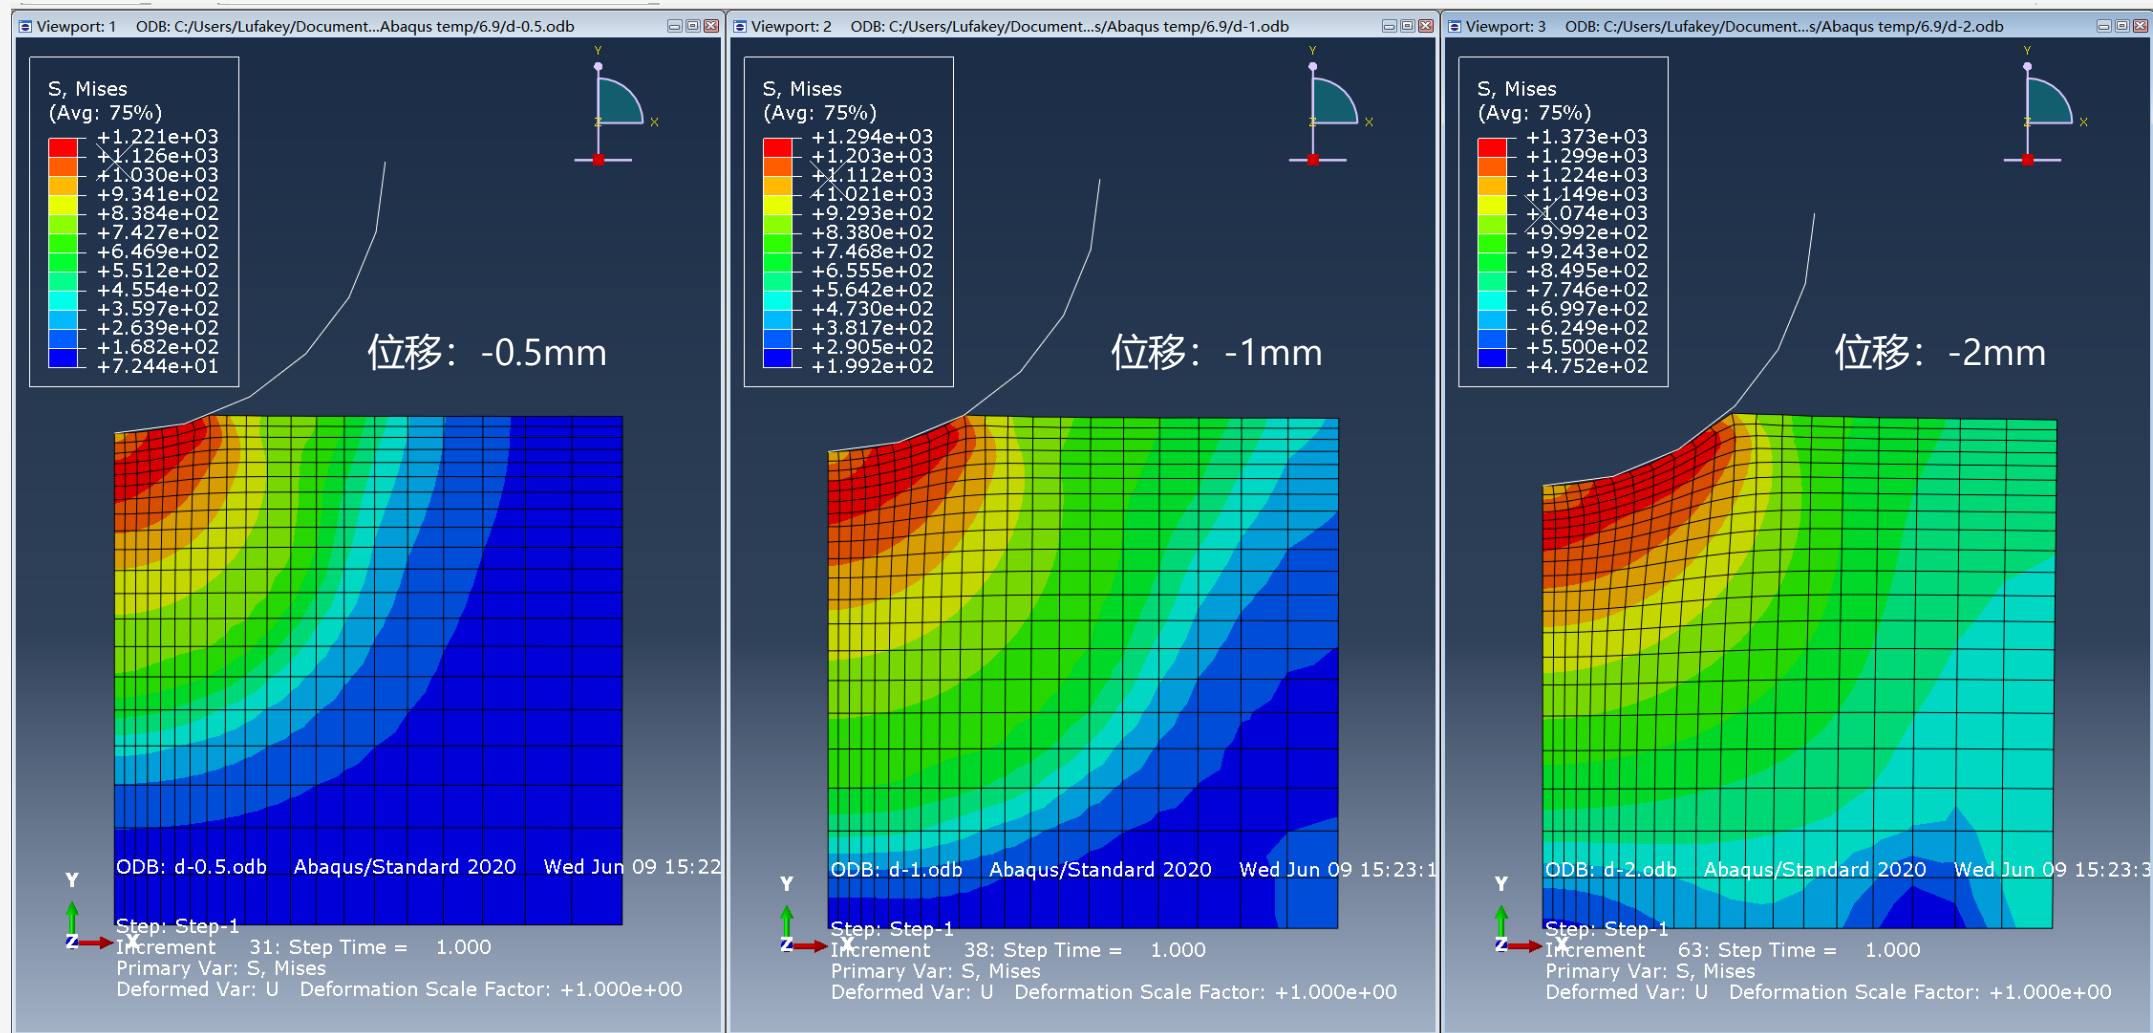 Viewport: 1 ODB: C:/Users/Lufakey/Document...Abaqus temp/6.9/d-0.5.odb
S, Mises
(Avg: 75%)
+1.221e+03
+1.126e+03
+1.030e+03
+9.341e+02
+8.384e+02
+7.427e+02
+6.469e+02
+5.512e+02
+4.554e+02
+3.597e+02
+2.639e+02
+1.682e+02
+7.244e+01
Y
Z
X
位移：-0.5mm
ODB: d-0.5.odb Abaqus/Standard 2020 Wed Jun 09 15:22
Y
Z
X
Step: Step-1
Increment 31: Step Time = 1.000
Primary Var: S, Mises
Deformed Var: U Deformation Scale Factor: +1.000e+00
Viewport: 2 ODB: C:/Users/Lufakey/Document...s/Abaqus temp/6.9/d-1.odb
S, Mises
(Avg: 75%)
+1.294e+03
+1.203e+03
+1.112e+03
+1.021e+03
+9.293e+02
+8.380e+02
+7.468e+02
+6.555e+02
+5.642e+02
+4.730e+02
+3.817e+02
+2.905e+02
+1.992e+02
Y
Z
X
位移：-1mm
ODB: d-1.odb Abaqus/Standard 2020 Wed Jun 09 15:23:1
Y
Z
X
Step: Step-1
Increment 38: Step Time = 1.000
Primary Var: S, Mises
Deformed Var: U Deformation Scale Factor: +1.000e+00
Viewport: 3 ODB: C:/Users/Lufakey/Document...s/Abaqus temp/6.9/d-2.odb
S, Mises
(Avg: 75%)
+1.373e+03
+1.299e+03
+1.224e+03
+1.149e+03
+1.074e+03
+9.992e+02
+9.243e+02
+8.495e+02
+7.746e+02
+6.997e+02
+6.249e+02
+5.500e+02
+4.752e+02
Y
Z
X
位移：-2mm
ODB: d-2.odb Abaqus/Standard 2020 Wed Jun 09 15:23:3
Y
Z
X
Step: Step-1
Increment 63: Step Time = 1.000
Primary Var: S, Mises
Deformed Var: U Deformation Scale Factor: +1.000e+00